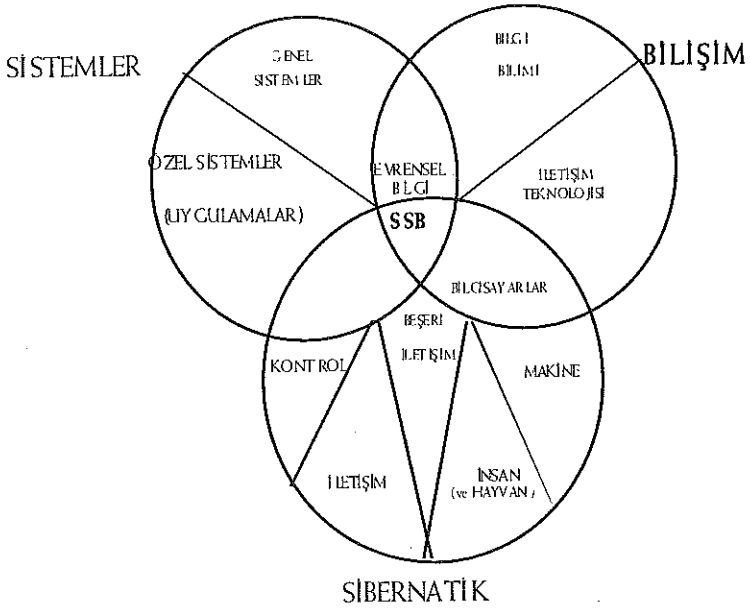 SİSTEMLER
GENEL
SİSTEMLER
BİLGİ
BİLİMİ
BİLİŞİM
ÖZEL SİSTEMLER
(UYGULAMALAR)
EVRENSEL
BİLGİ
SSB
İLETİŞİM
TEKNOLOJISI
BİLGİSAYARLAR
BEŞERİ
İLETİŞİM
KONTROL
MAKİNE
İLETİŞİM
İNSAN
(ve HAYVAN)
SİBERNATİK